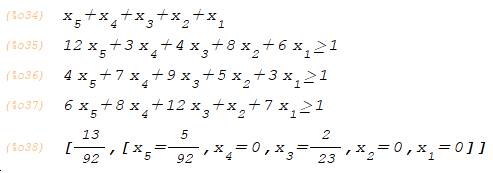 (%o34) x₅+x₄+x₃+x₂+x₁
(%o35) 12 x₅+3 x₄+4 x₃+8 x₂+6 x₁≥1
(%o36) 4 x₅+7 x₄+9 x₃+5 x₂+3 x₁≥1
(%o37) 6 x₅+8 x₄+12 x₃+x₂+7 x₁≥1
(%o38) [13/92,[x₅=5/92,x₄=0,x₃=2/23,x₂=0,x₁=0]]